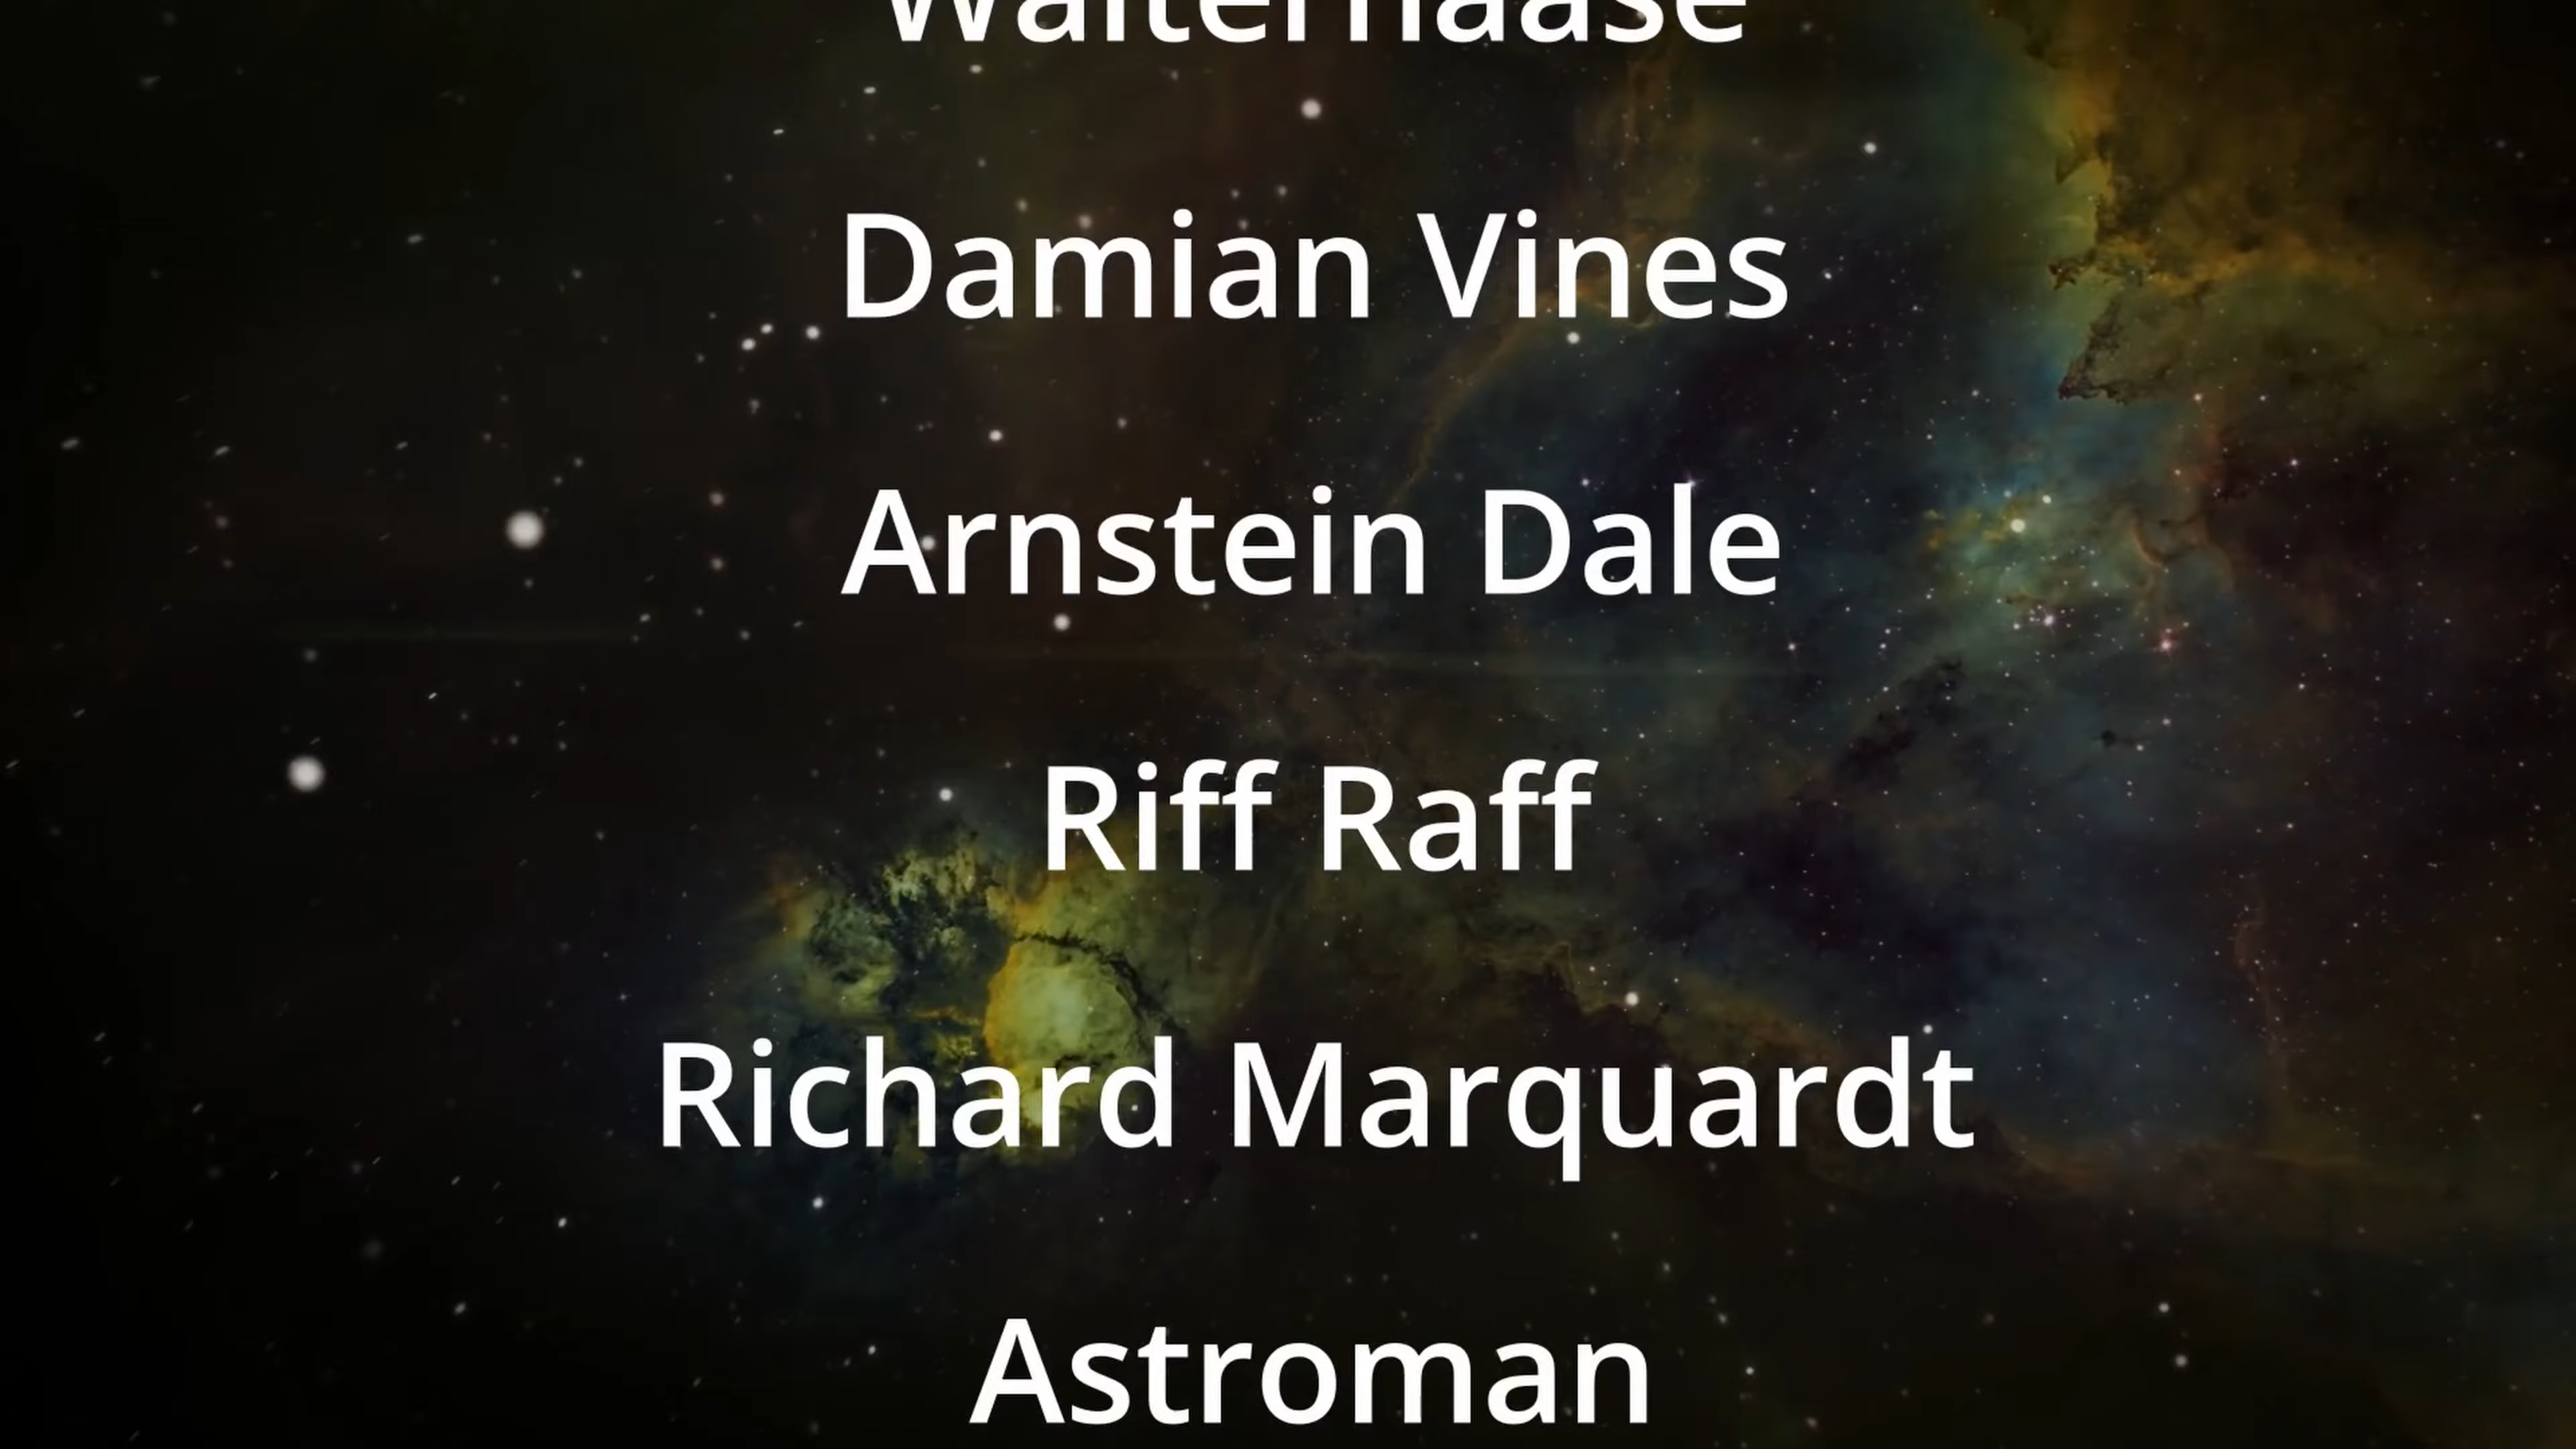 Damian Vines
Arnstein Dale
Riff Raff
Richard Marquardt
Astroman